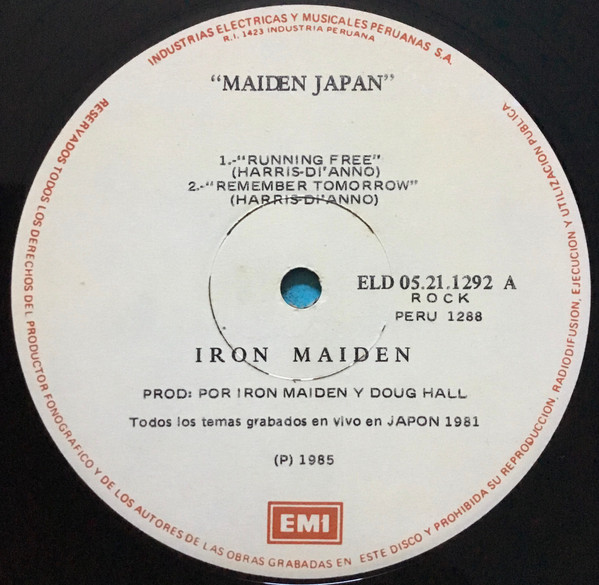 INDUSTRIAS ELECTRICAS Y MUSICALES PERUANAS S.A.
R.I. 1423 INDUSTRIA PERUANA
"MAIDEN JAPAN"
1.-"RUNNING FREE"
(HARRIS-DI'ANNO)
2.-"REMEMBER TOMORROW"
(HARRIS-DI'ANNO)
ELD 05.21.1292 A
ROCK
PERU 1288
IRON MAIDEN
PROD: POR IRON MAIDEN Y DOUG HALL
Todos los temas grabados en vivo en JAPON 1981
(P) 1985
EMI
RESERVADOS TODOS LOS DERECHOS DEL PRODUCTOR FONOGRAFICO Y DE LOS AUTORES DE LAS OBRAS GRABADAS EN ESTE DISCO Y PROHIBIDA SU REPRODUCCION, RADIODIFUSION, EJECUCION Y UTILIZACION PUBLICA